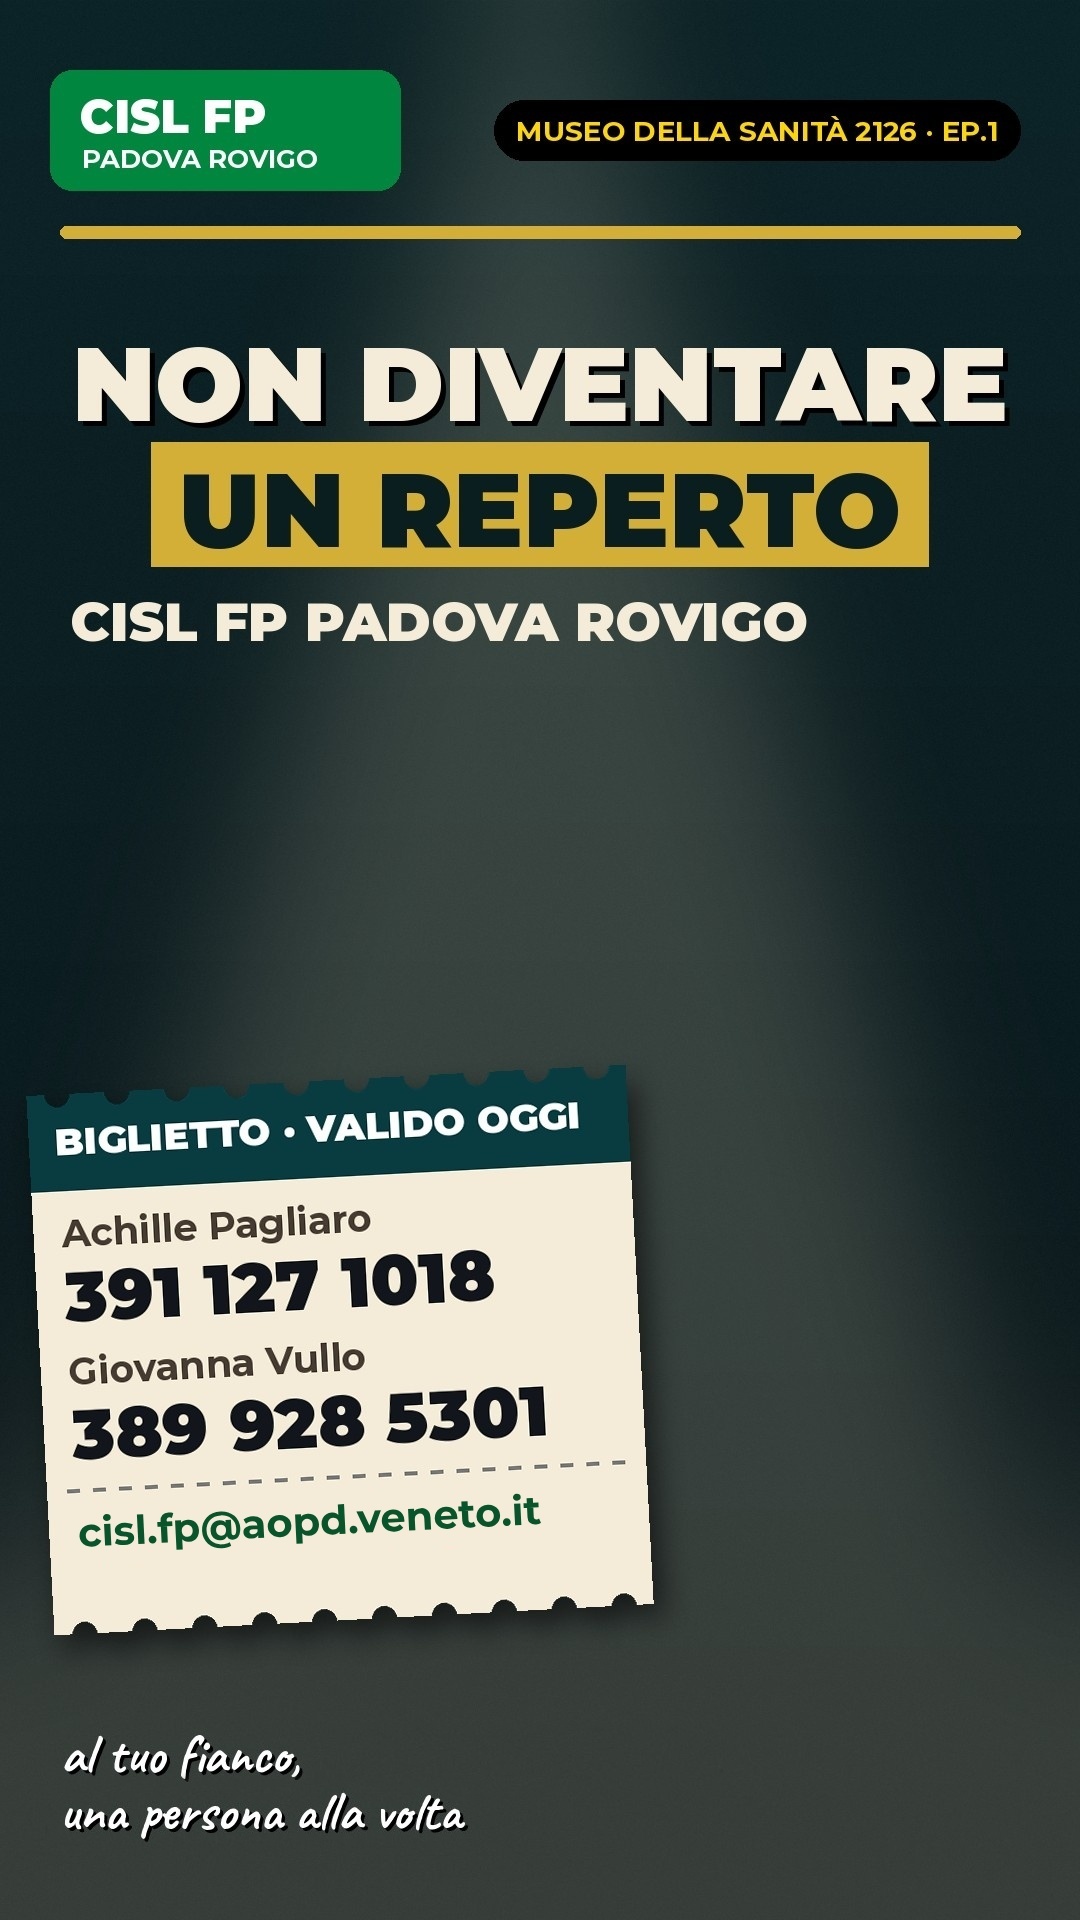 CISL FP
PADOVA ROVIGO
MUSEO DELLA SANITÀ 2126 · EP.1
NON DIVENTARE
UN REPERTO
CISL FP PADOVA ROVIGO
BIGLIETTO · VALIDO OGGI
Achille Pagliaro
391 127 1018
Giovanna Vullo
389 928 5301
cisl.fp@aopd.veneto.it
al tuo fianco,
una persona alla volta